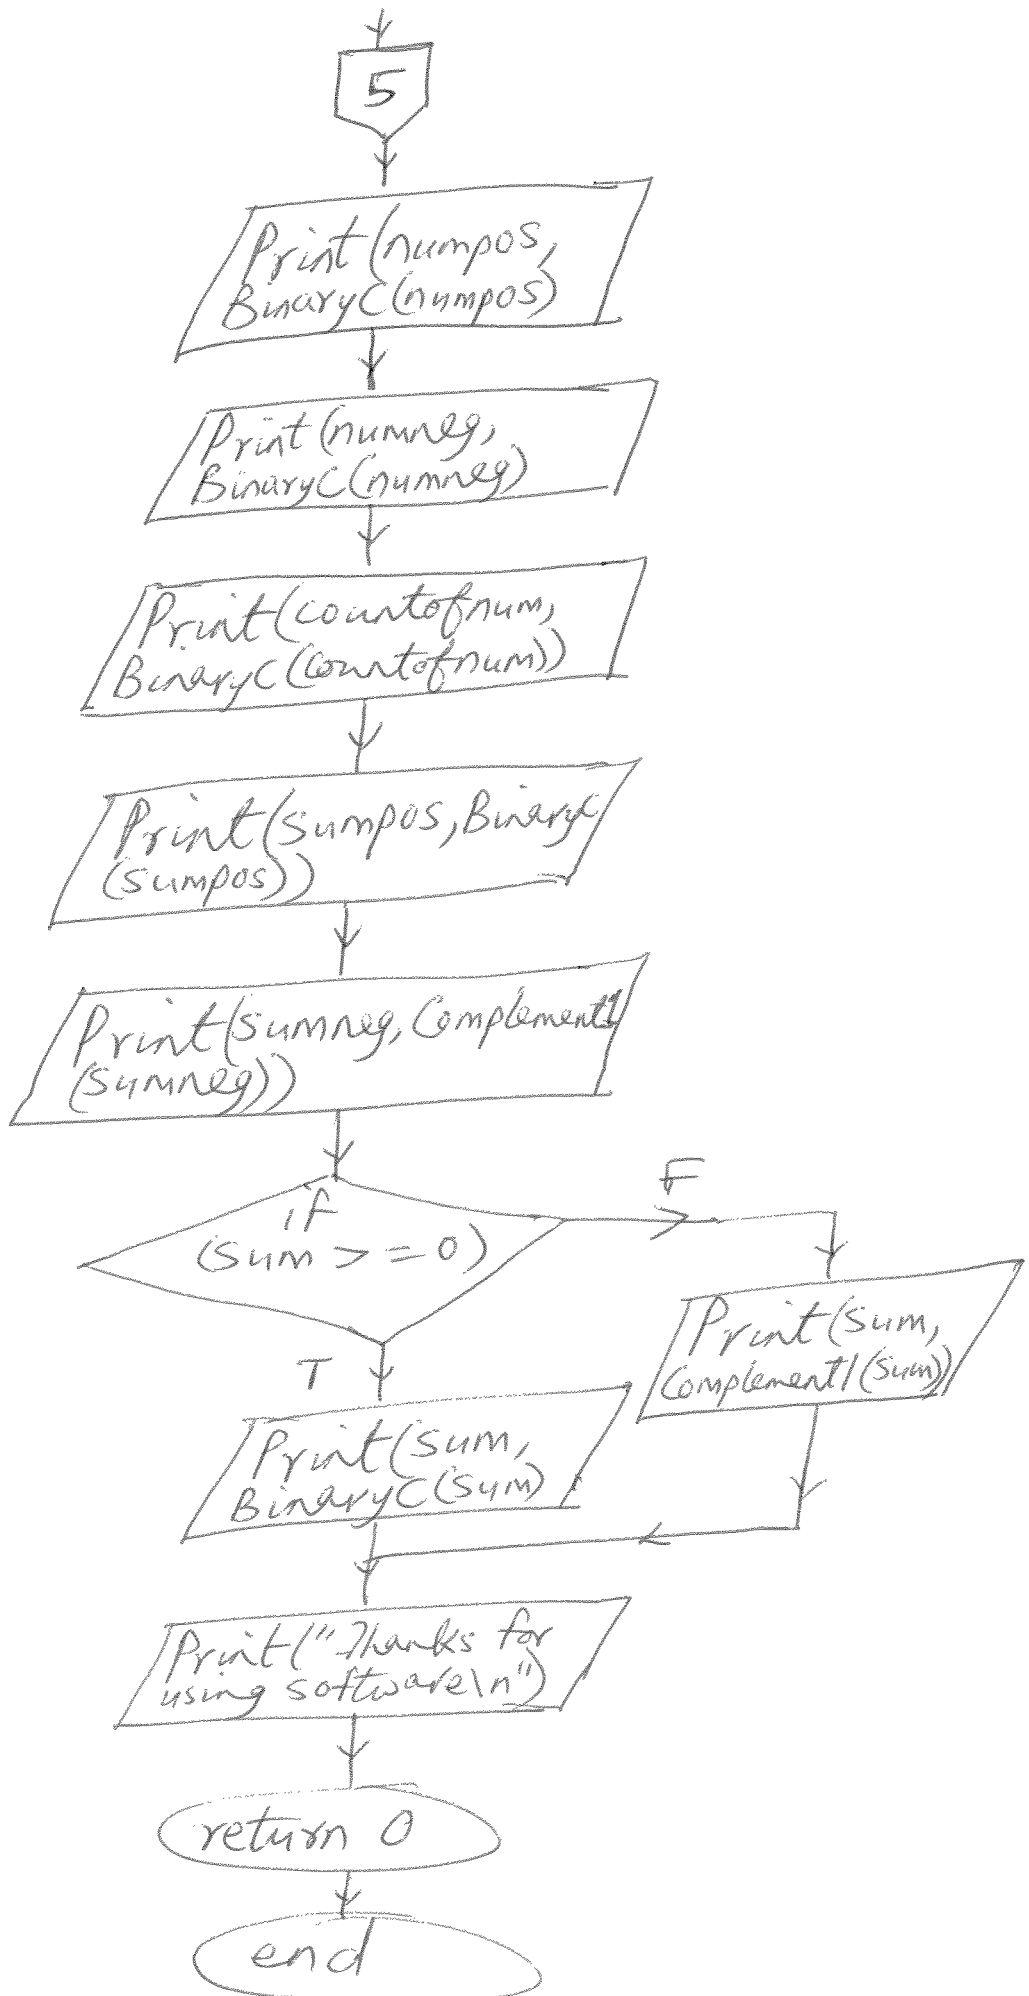 5
Print(numpos,
BinaryC(numpos)
Print(numneg,
BinaryC(numneg)
Print(countofnum,
BinaryC(countofnum))
Print(sumpos,BinaryC
(sumpos))
Print(sumneg,Complement1
(sumneg))
if
(sum >=0)
F
Print(sum,
Complement1(sum))
T
Print(sum,
BinaryC(sum)
Print("Thanks for
using software\n")
return 0
end